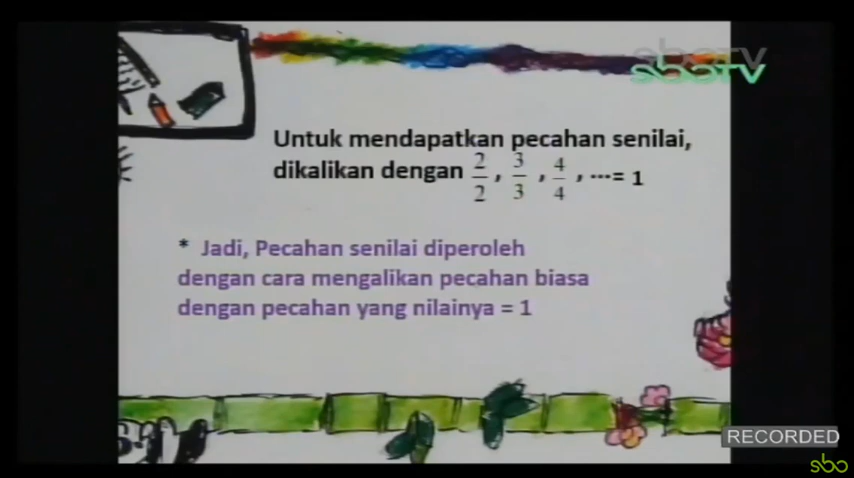 sboTV
sboTV
Untuk mendapatkan pecahan senilai,
dikalikan dengan 2/2, 3/3, 4/4, ...= 1
* Jadi, Pecahan senilai diperoleh
dengan cara mengalikan pecahan biasa
dengan pecahan yang nilainya = 1
RECORDED
sbo